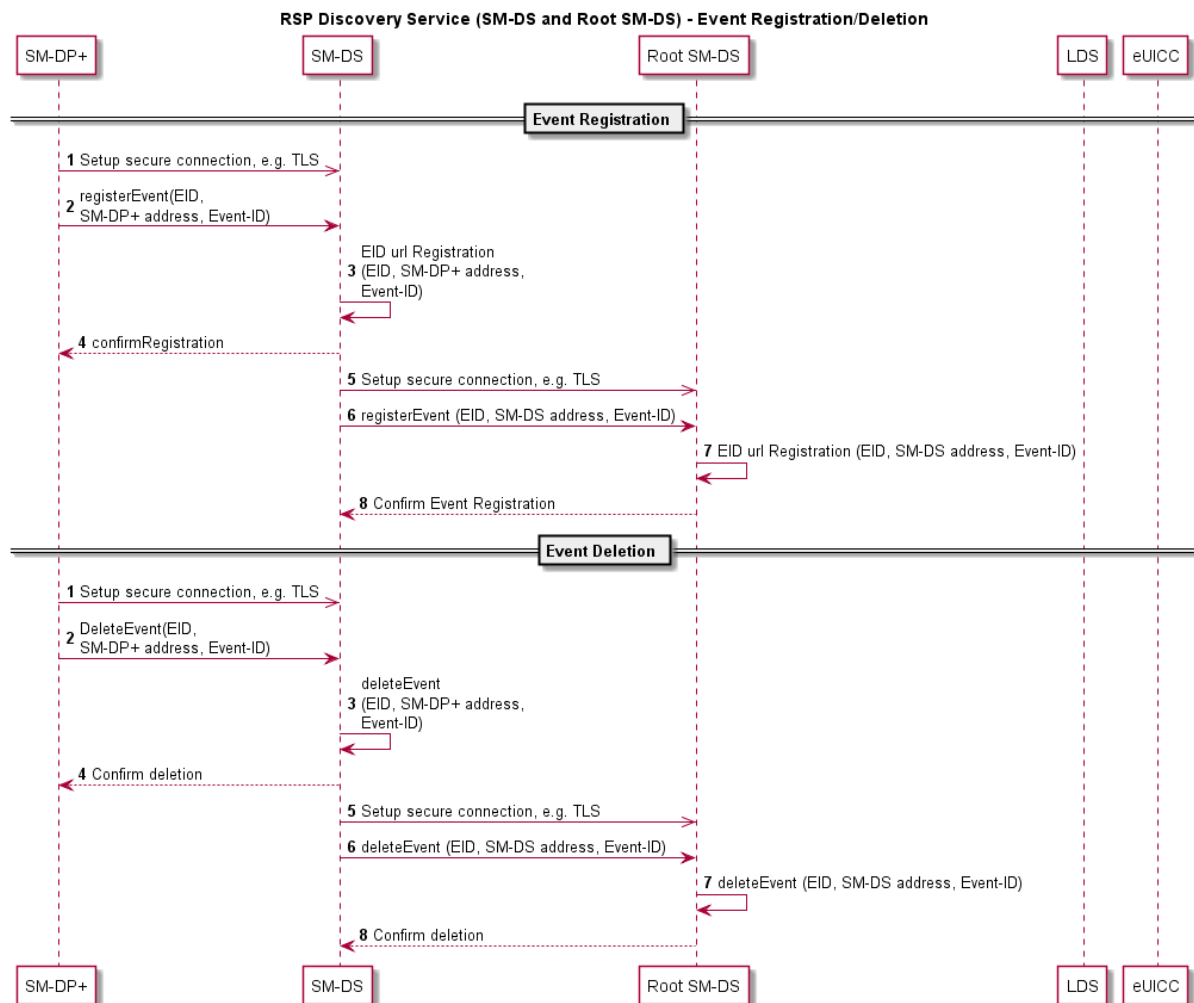 RSP Discovery Service (SM-DS and Root SM-DS) - Event Registration/Deletion
SM-DP+
SM-DS
Root SM-DS
LDS
eUICC
Event Registration
1 Setup secure connection, e.g. TLS
registerEvent(EID,
2 SM-DP+ address, Event-ID)
EID url Registration
3 (EID, SM-DP+ address,
Event-ID)
4 confirmRegistration
5 Setup secure connection, e.g. TLS
6 registerEvent (EID, SM-DS address, Event-ID)
7 EID url Registration (EID, SM-DS address, Event-ID)
8 Confirm Event Registration
Event Deletion
1 Setup secure connection, e.g. TLS
DeleteEvent(EID,
2 SM-DP+ address, Event-ID)
deleteEvent
3 (EID, SM-DP+ address,
Event-ID)
4 Confirm deletion
5 Setup secure connection, e.g. TLS
6 deleteEvent (EID, SM-DS address, Event-ID)
7 deleteEvent (EID, SM-DS address, Event-ID)
8 Confirm deletion
SM-DP+
SM-DS
Root SM-DS
LDS
eUICC